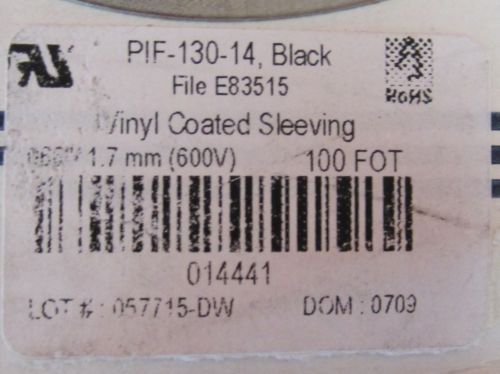 PIF-130-14, Black
File E83515
RoHS
Vinyl Coated Sleeving
.066"/ 1.7 mm (600V) 100 FOT
014441
LOT # : 057715-DW DOM : 0709